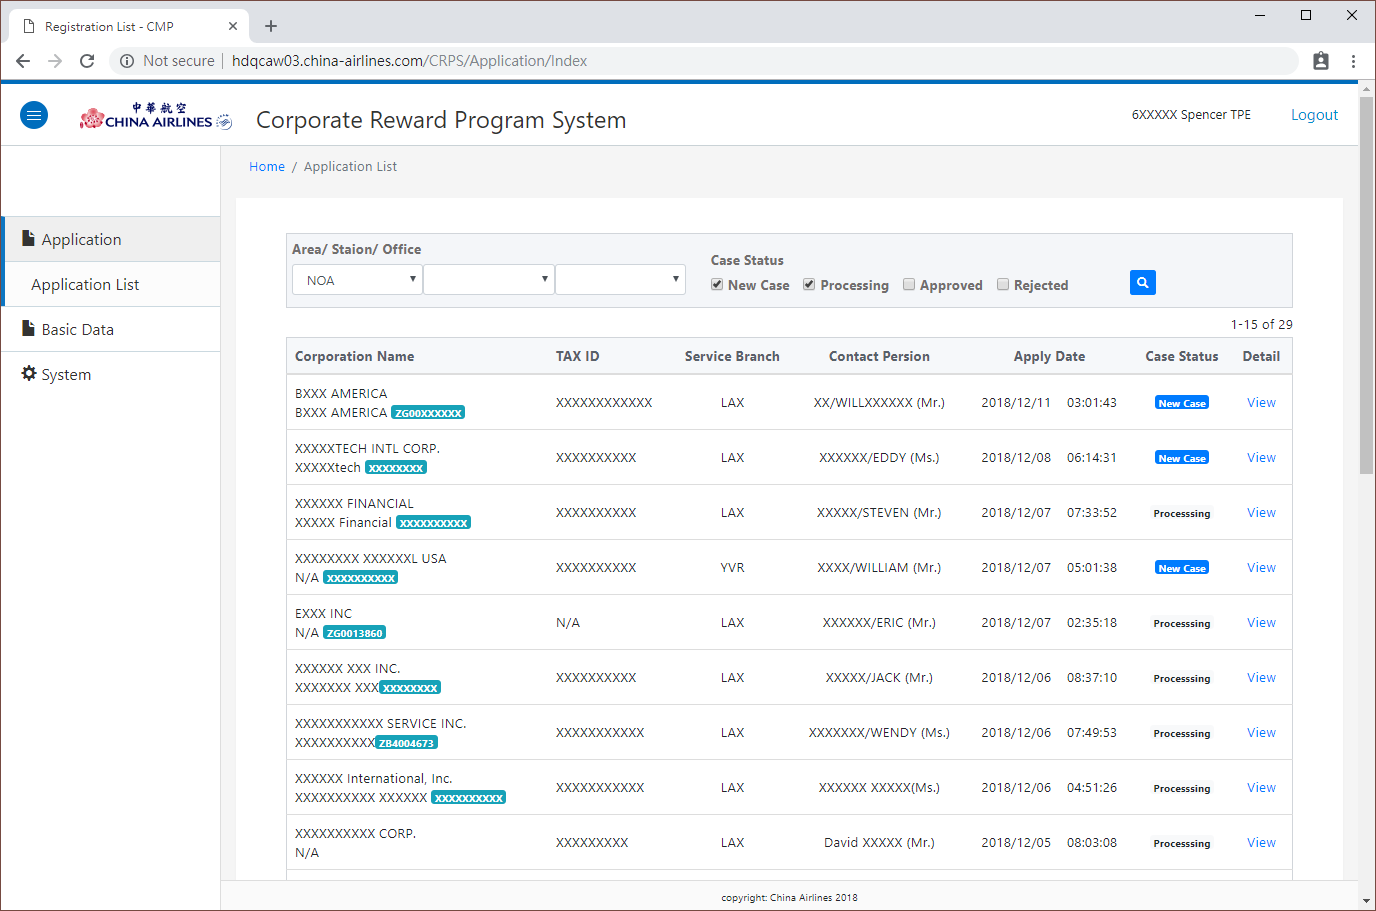 Registration List - CMP
Not secure | hdqcaw03.china-airlines.com/CRPS/Application/Index
中華航空
CHINA AIRLINES
Corporate Reward Program System
6XXXXX Spencer TPE
Logout
Home / Application List
Application
Application List
Basic Data
System
Area/ Staion/ Office
NOA
Case Status
New Case Processing Approved Rejected
1-15 of 29
Corporation Name TAX ID Service Branch Contact Persion Apply Date Case Status Detail
BXXX AMERICA
BXXX AMERICA ZG00XXXXXX
XXXXXXXXXXXX LAX XX/WILLXXXXXX (Mr.) 2018/12/11 03:01:43 New Case View
XXXXXTECH INTL CORP.
XXXXXtech XXXXXXXX
XXXXXXXXXX LAX XXXXXX/EDDY (Ms.) 2018/12/08 06:14:31 New Case View
XXXXXX FINANCIAL
XXXXX Financial XXXXXXXXXX
XXXXXXXXXX LAX XXXXX/STEVEN (Mr.) 2018/12/07 07:33:52 Processsing View
XXXXXXXX XXXXXXL USA
N/A XXXXXXXXXX
XXXXXXXXXX YVR XXXX/WILLIAM (Mr.) 2018/12/07 05:01:38 New Case View
EXXX INC
N/A ZG0013860
N/A LAX XXXXXX/ERIC (Mr.) 2018/12/07 02:35:18 Processsing View
XXXXXX XXX INC.
XXXXXXX XXX XXXXXXXX
XXXXXXXXXX LAX XXXXX/JACK (Mr.) 2018/12/06 08:37:10 Processsing View
XXXXXXXXXXX SERVICE INC.
XXXXXXXXXX ZB4004673
XXXXXXXXXXX LAX XXXXXXX/WENDY (Ms.) 2018/12/06 07:49:53 Processsing View
XXXXXX International, Inc.
XXXXXXXXXX XXXXXX XXXXXXXXXX
XXXXXXXXXXX LAX XXXXXX XXXXX(Ms.) 2018/12/06 04:51:26 Processsing View
XXXXXXXXXX CORP.
N/A
XXXXXXXXX LAX David XXXXX (Mr.) 2018/12/05 08:03:08 Processsing View
copyright: China Airlines 2018